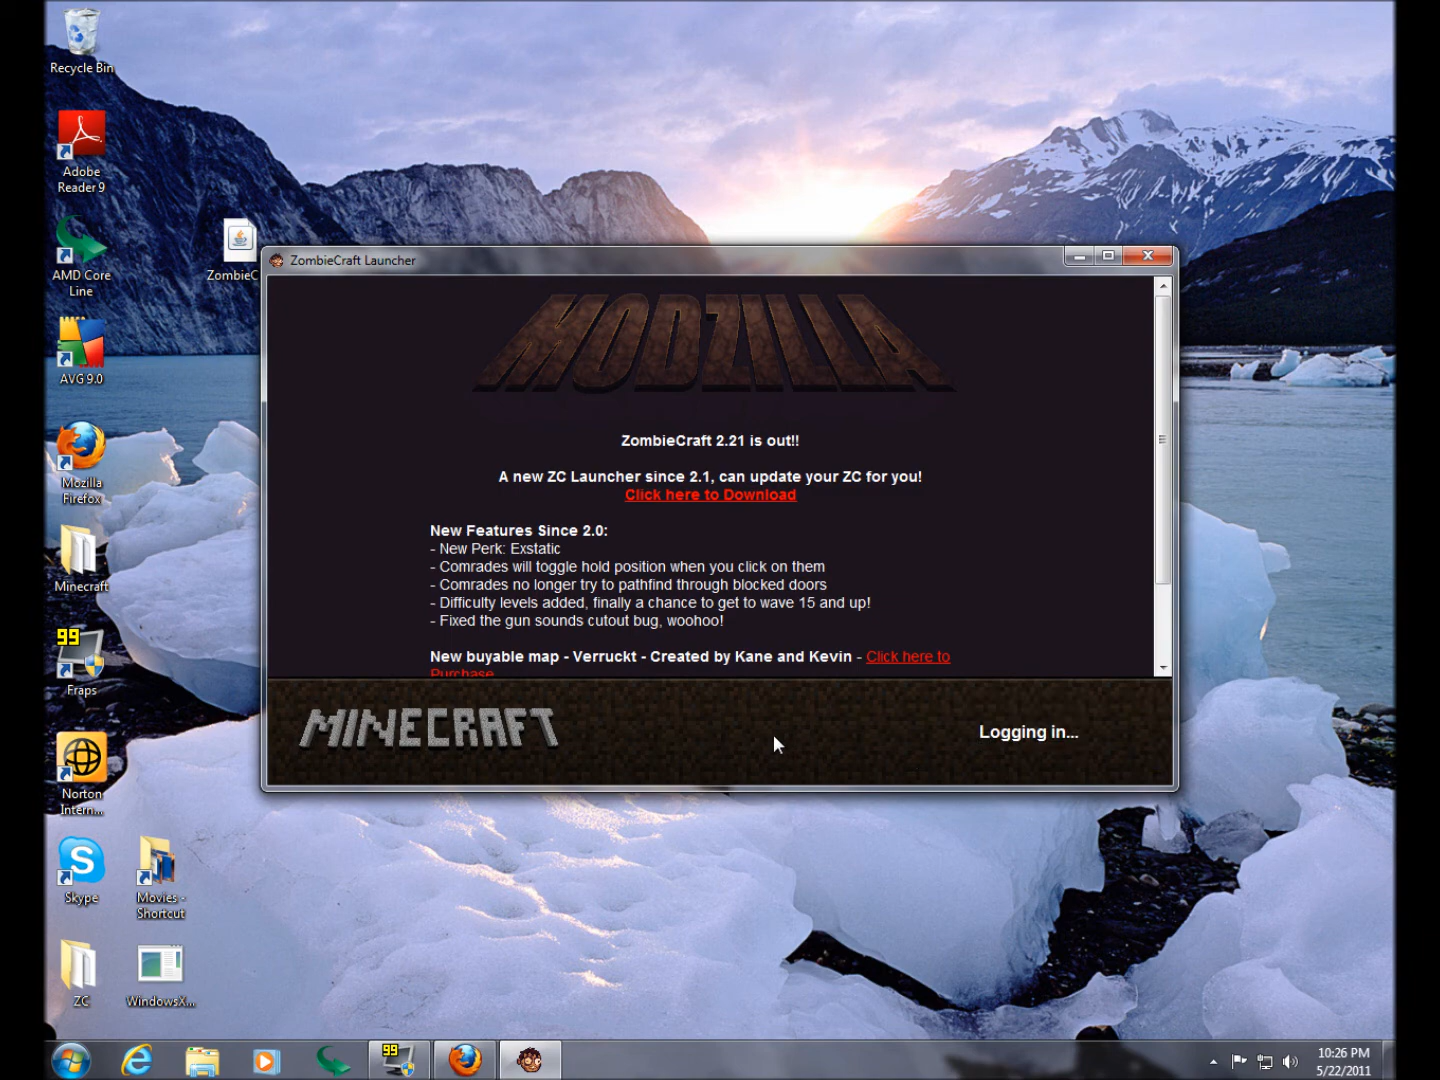 Recycle Bin
Adobe
Reader 9
AMD Core
Line
ZombieC
AVG 9.0
Mozilla
Firefox
Minecraft
99
Fraps
Norton
Intern...
Skype
Movies -
Shortcut
ZC
WindowsX...
ZombieCraft Launcher
MODZILLA
ZombieCraft 2.21 is out!!
A new ZC Launcher since 2.1, can update your ZC for you!
Click here to Download
New Features Since 2.0:
- New Perk: Exstatic
- Comrades will toggle hold position when you click on them
- Comrades no longer try to pathfind through blocked doors
- Difficulty levels added, finally a chance to get to wave 15 and up!
- Fixed the gun sounds cutout bug, woohoo!
New buyable map - Verruckt - Created by Kane and Kevin - Click here to
Purchase
MINECRAFT
Logging in...
99
10:26 PM
5/22/2011